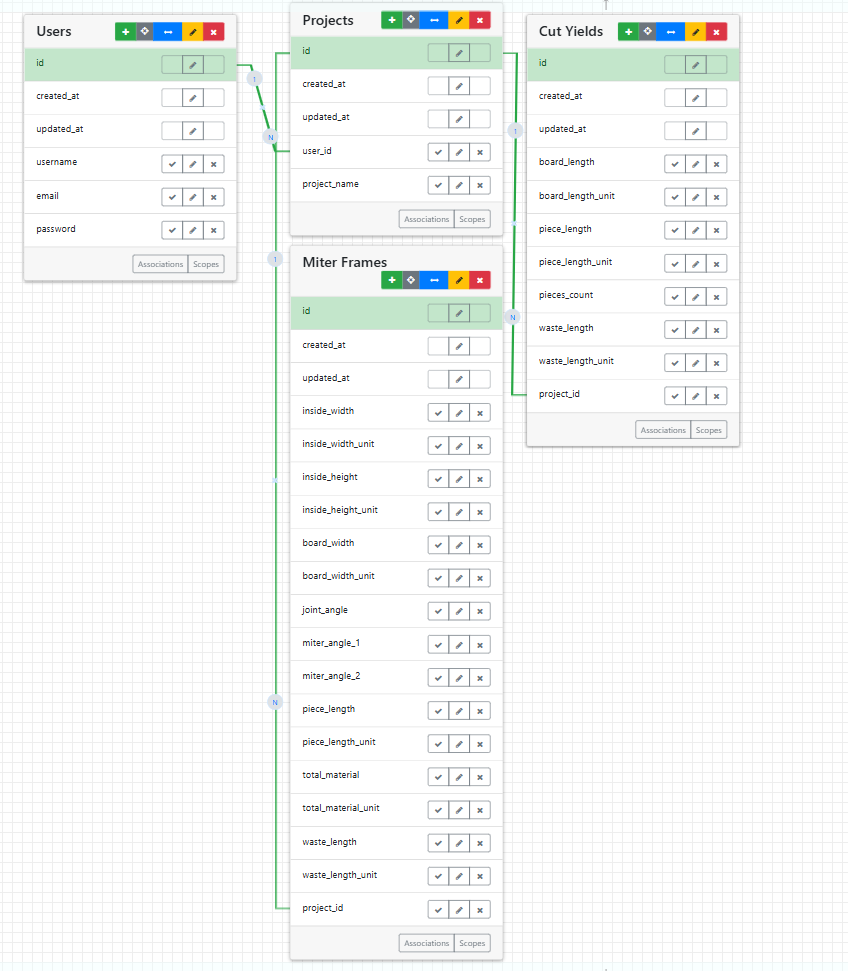 Users
id
created_at
updated_at
username
email
password
Associations
Scopes
1
N
Projects
id
created_at
updated_at
user_id
project_name
Associations
Scopes
1
N
Miter Frames
id
created_at
updated_at
inside_width
inside_width_unit
inside_height
inside_height_unit
board_width
board_width_unit
joint_angle
miter_angle_1
miter_angle_2
piece_length
piece_length_unit
total_material
total_material_unit
waste_length
waste_length_unit
project_id
Associations
Scopes
1
N
Cut Yields
id
created_at
updated_at
board_length
board_length_unit
piece_length
piece_length_unit
pieces_count
waste_length
waste_length_unit
project_id
Associations
Scopes